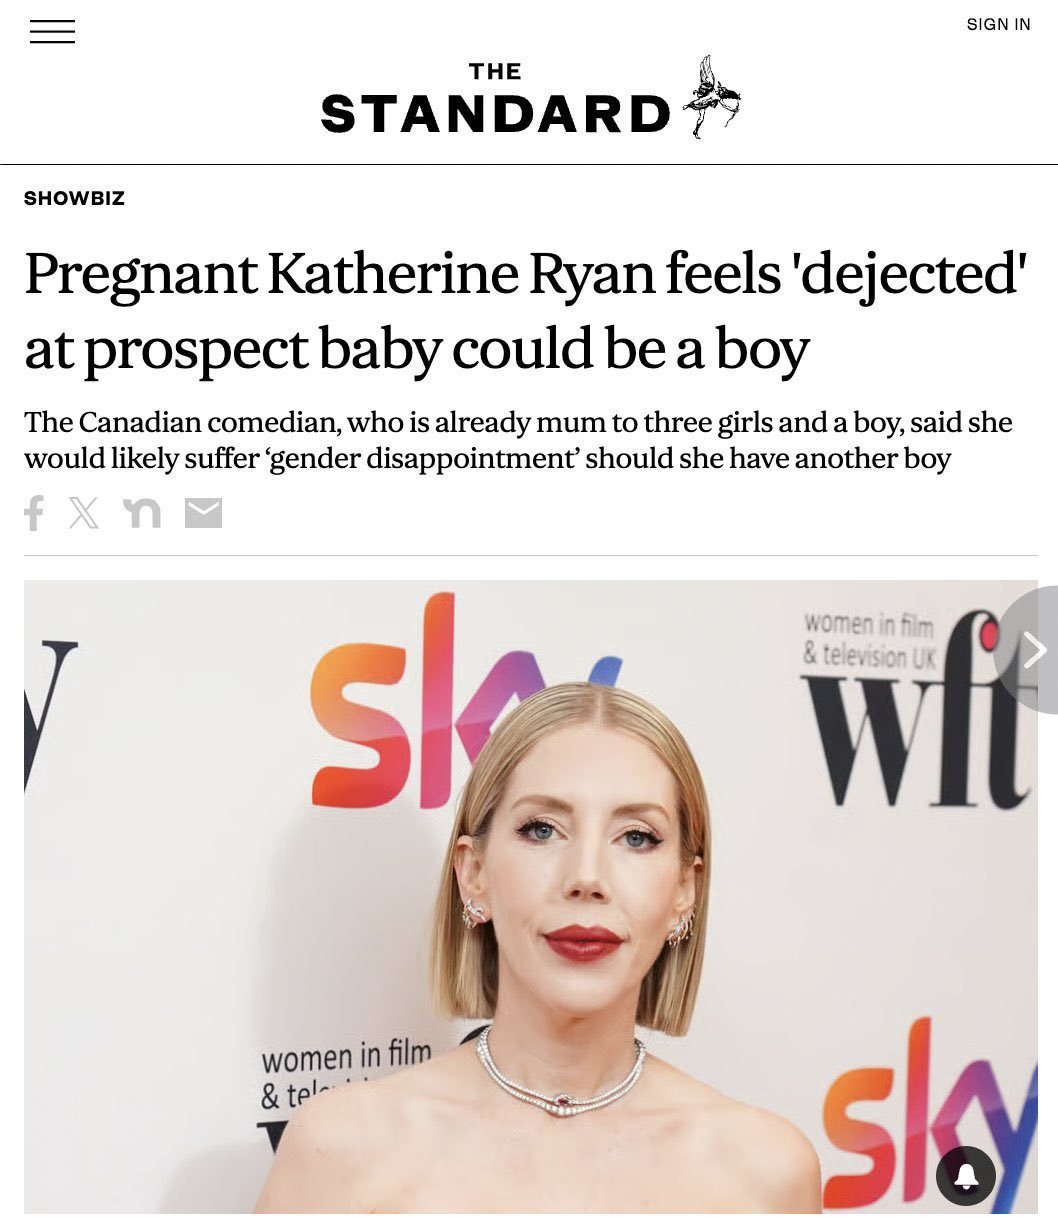 SIGN IN
THE
STANDARD
SHOWBIZ
Pregnant Katherine Ryan feels 'dejected'
at prospect baby could be a boy
The Canadian comedian, who is already mum to three girls and a boy, said she
would likely suffer ‘gender disappointment’ should she have another boy
sky
women in film
& television UK
wft
women in film
& tele
sky